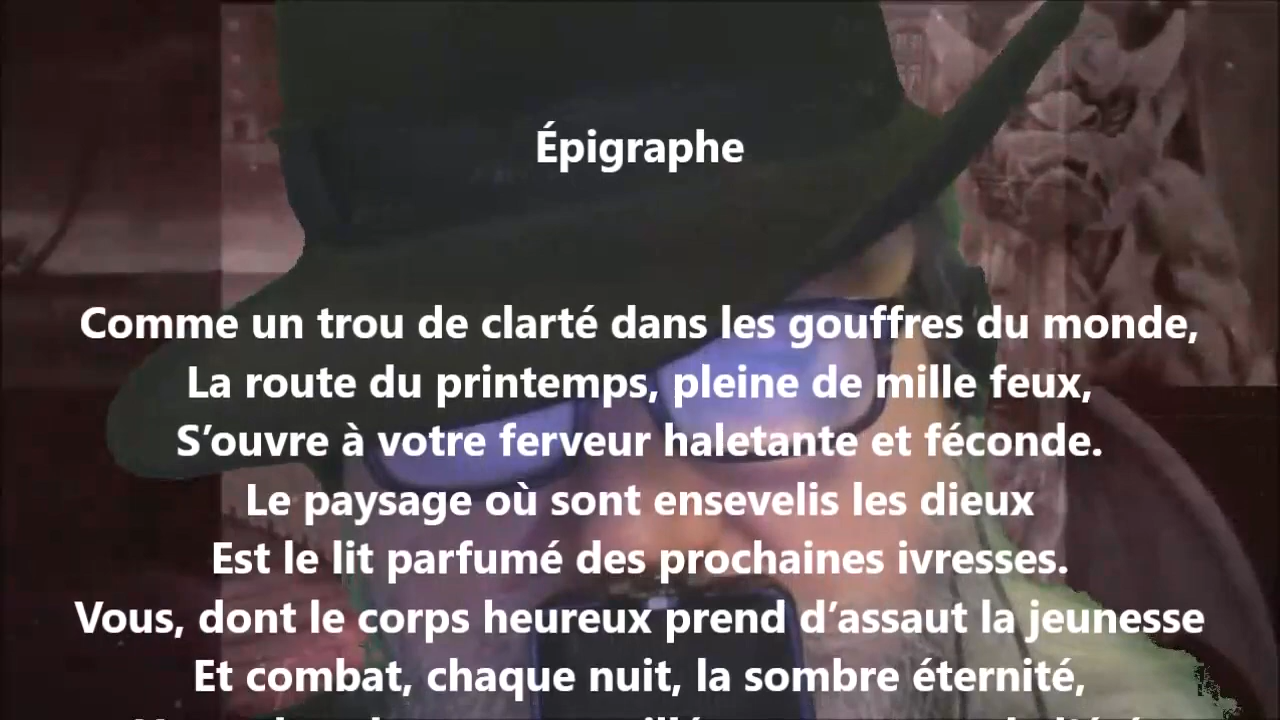 Épigraphe
Comme un trou de clarté dans les gouffres du monde,
La route du printemps, pleine de mille feux,
S’ouvre à votre ferveur haletante et féconde.
Le paysage où sont ensevelis les dieux
Est le lit parfumé des prochaines ivresses.
Vous, dont le corps heureux prend d’assaut la jeunesse
Et combat, chaque nuit, la sombre éternité,